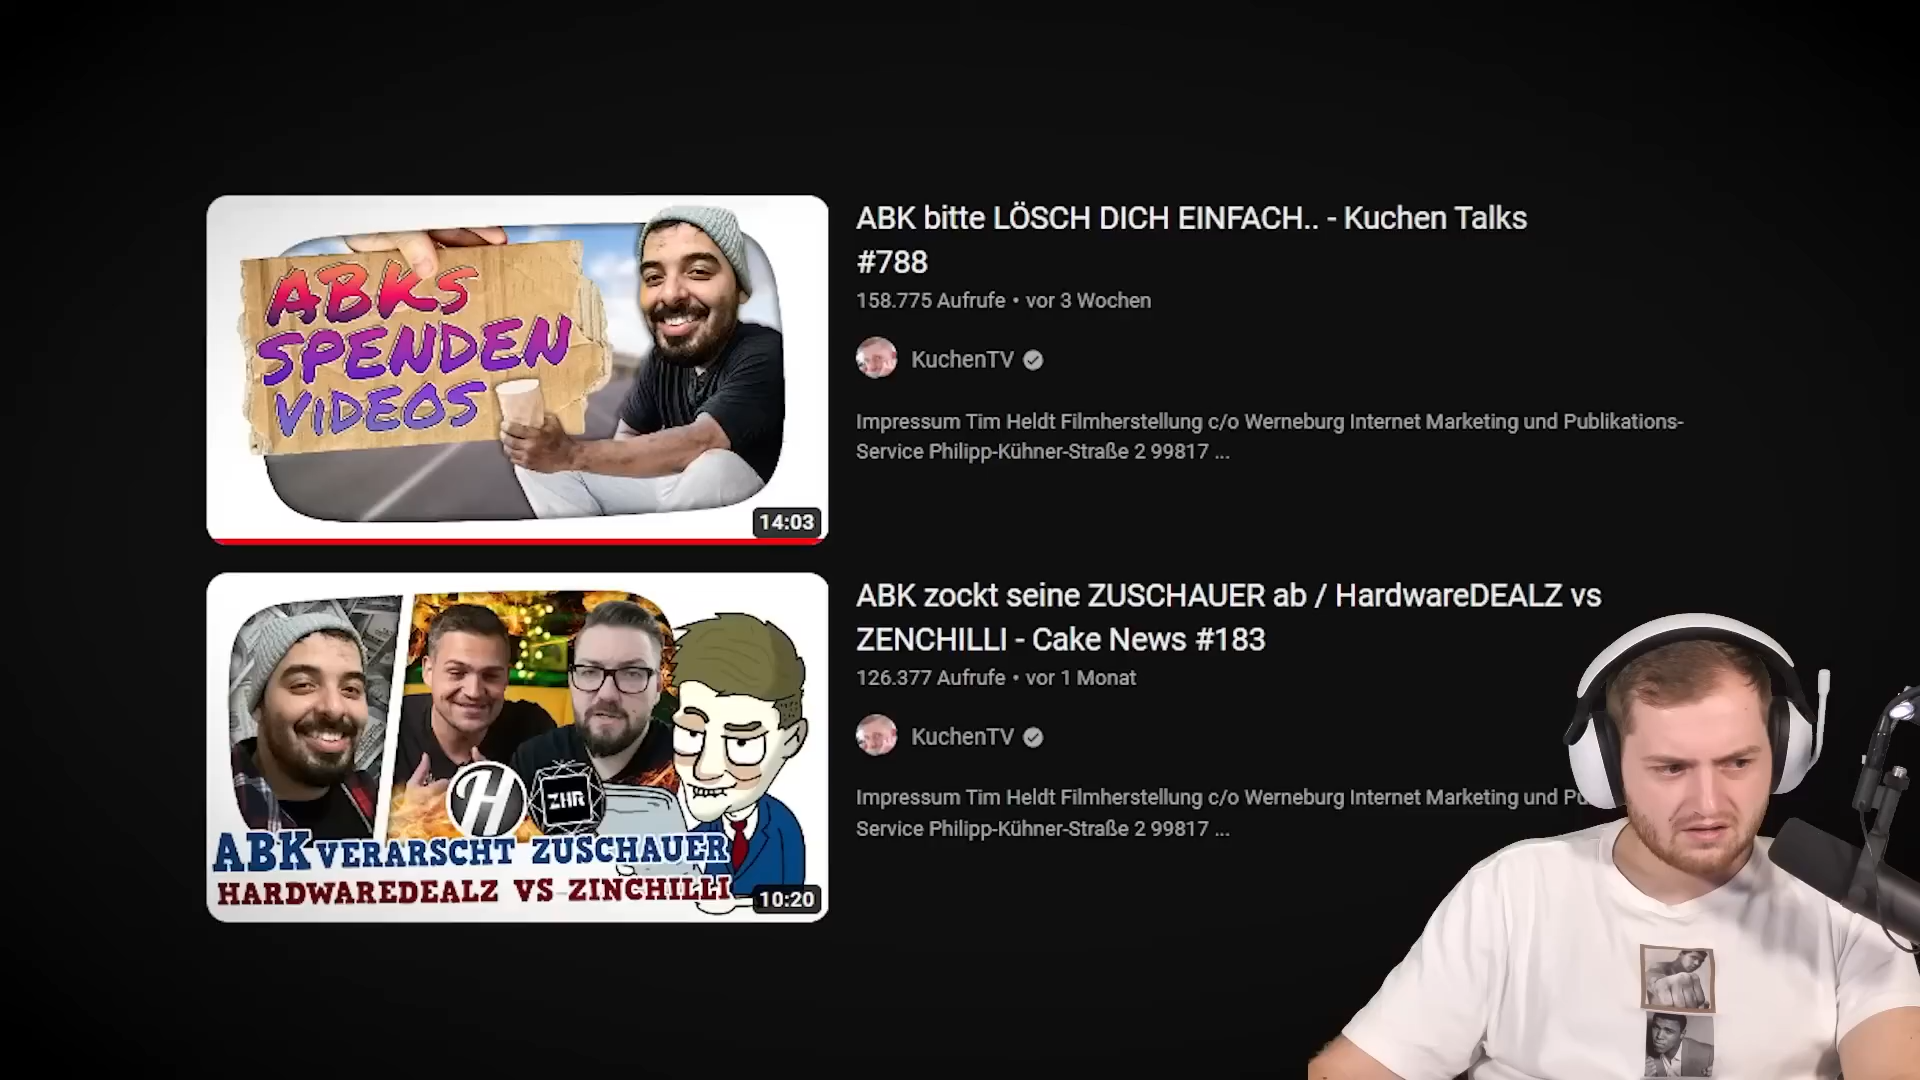 ABKS
SPENDEN
VIDEOS
14:03
ABK bitte LÖSCH DICH EINFACH.. - Kuchen Talks
#788
158.775 Aufrufe • vor 3 Wochen
KuchenTV
Impressum Tim Heldt Filmherstellung c/o Werneburg Internet Marketing und Publikations-
Service Philipp-Kühner-Straße 2 99817 ...
H
ZHR
ABK VERARSCHT ZUSCHAUER
HARDWAREDEALZ VS ZINCHILLI
10:20
ABK zockt seine ZUSCHAUER ab / HardwareDEALZ vs
ZENCHILLI - Cake News #183
126.377 Aufrufe • vor 1 Monat
KuchenTV
Impressum Tim Heldt Filmherstellung c/o Werneburg Internet Marketing und
Service Philipp-Kühner-Straße 2 99817 ...